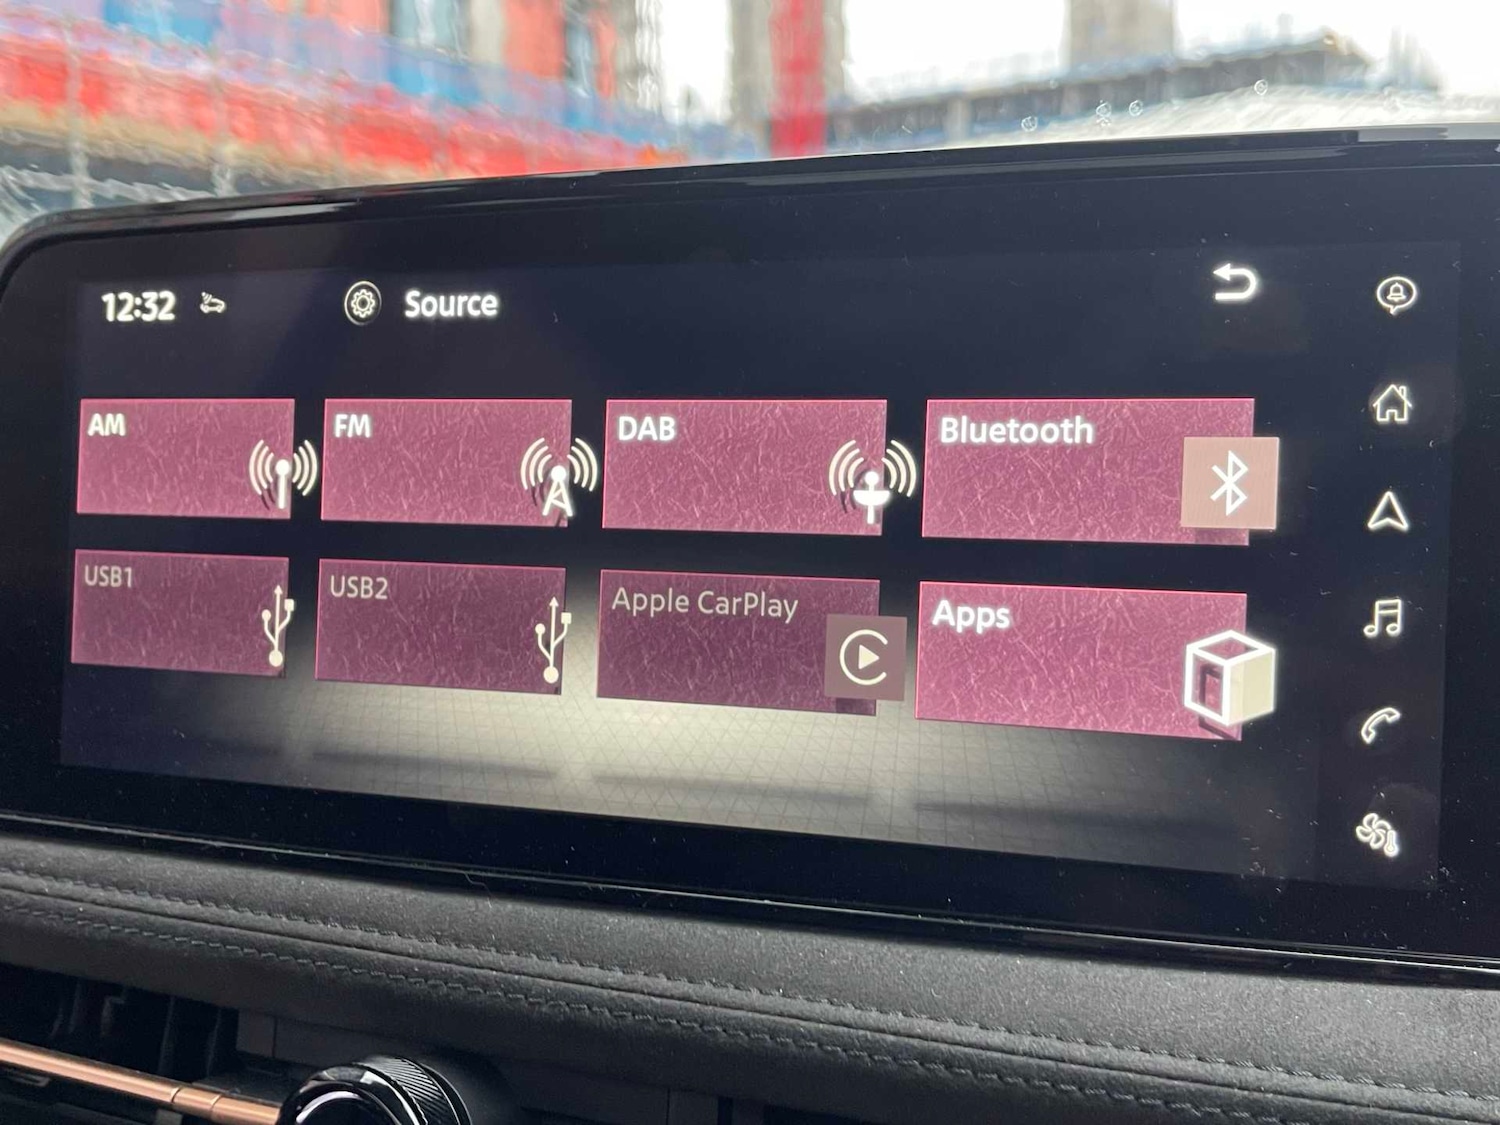 12:32
Source
AM
FM
DAB
Bluetooth
USB1
USB2
Apple CarPlay
Apps